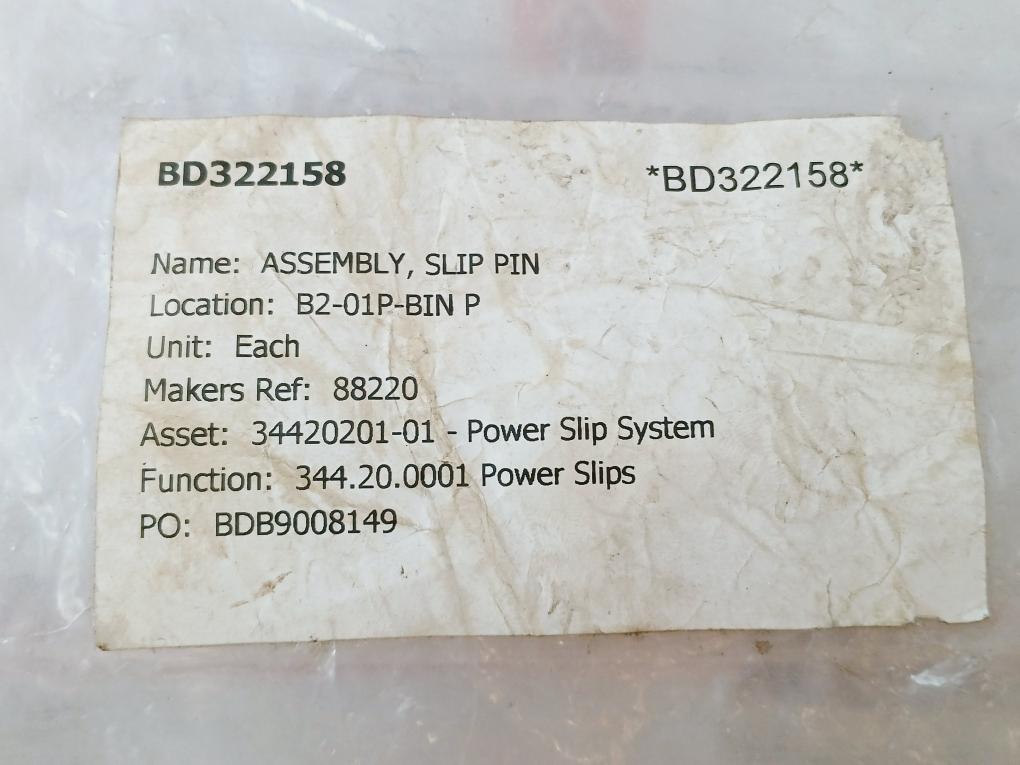 BD322158 *BD322158*
Name: ASSEMBLY, SLIP PIN
Location: B2-01P-BIN P
Unit: Each
Makers Ref: 88220
Asset: 34420201-01 - Power Slip System
Function: 344.20.0001 Power Slips
PO: BDB9008149